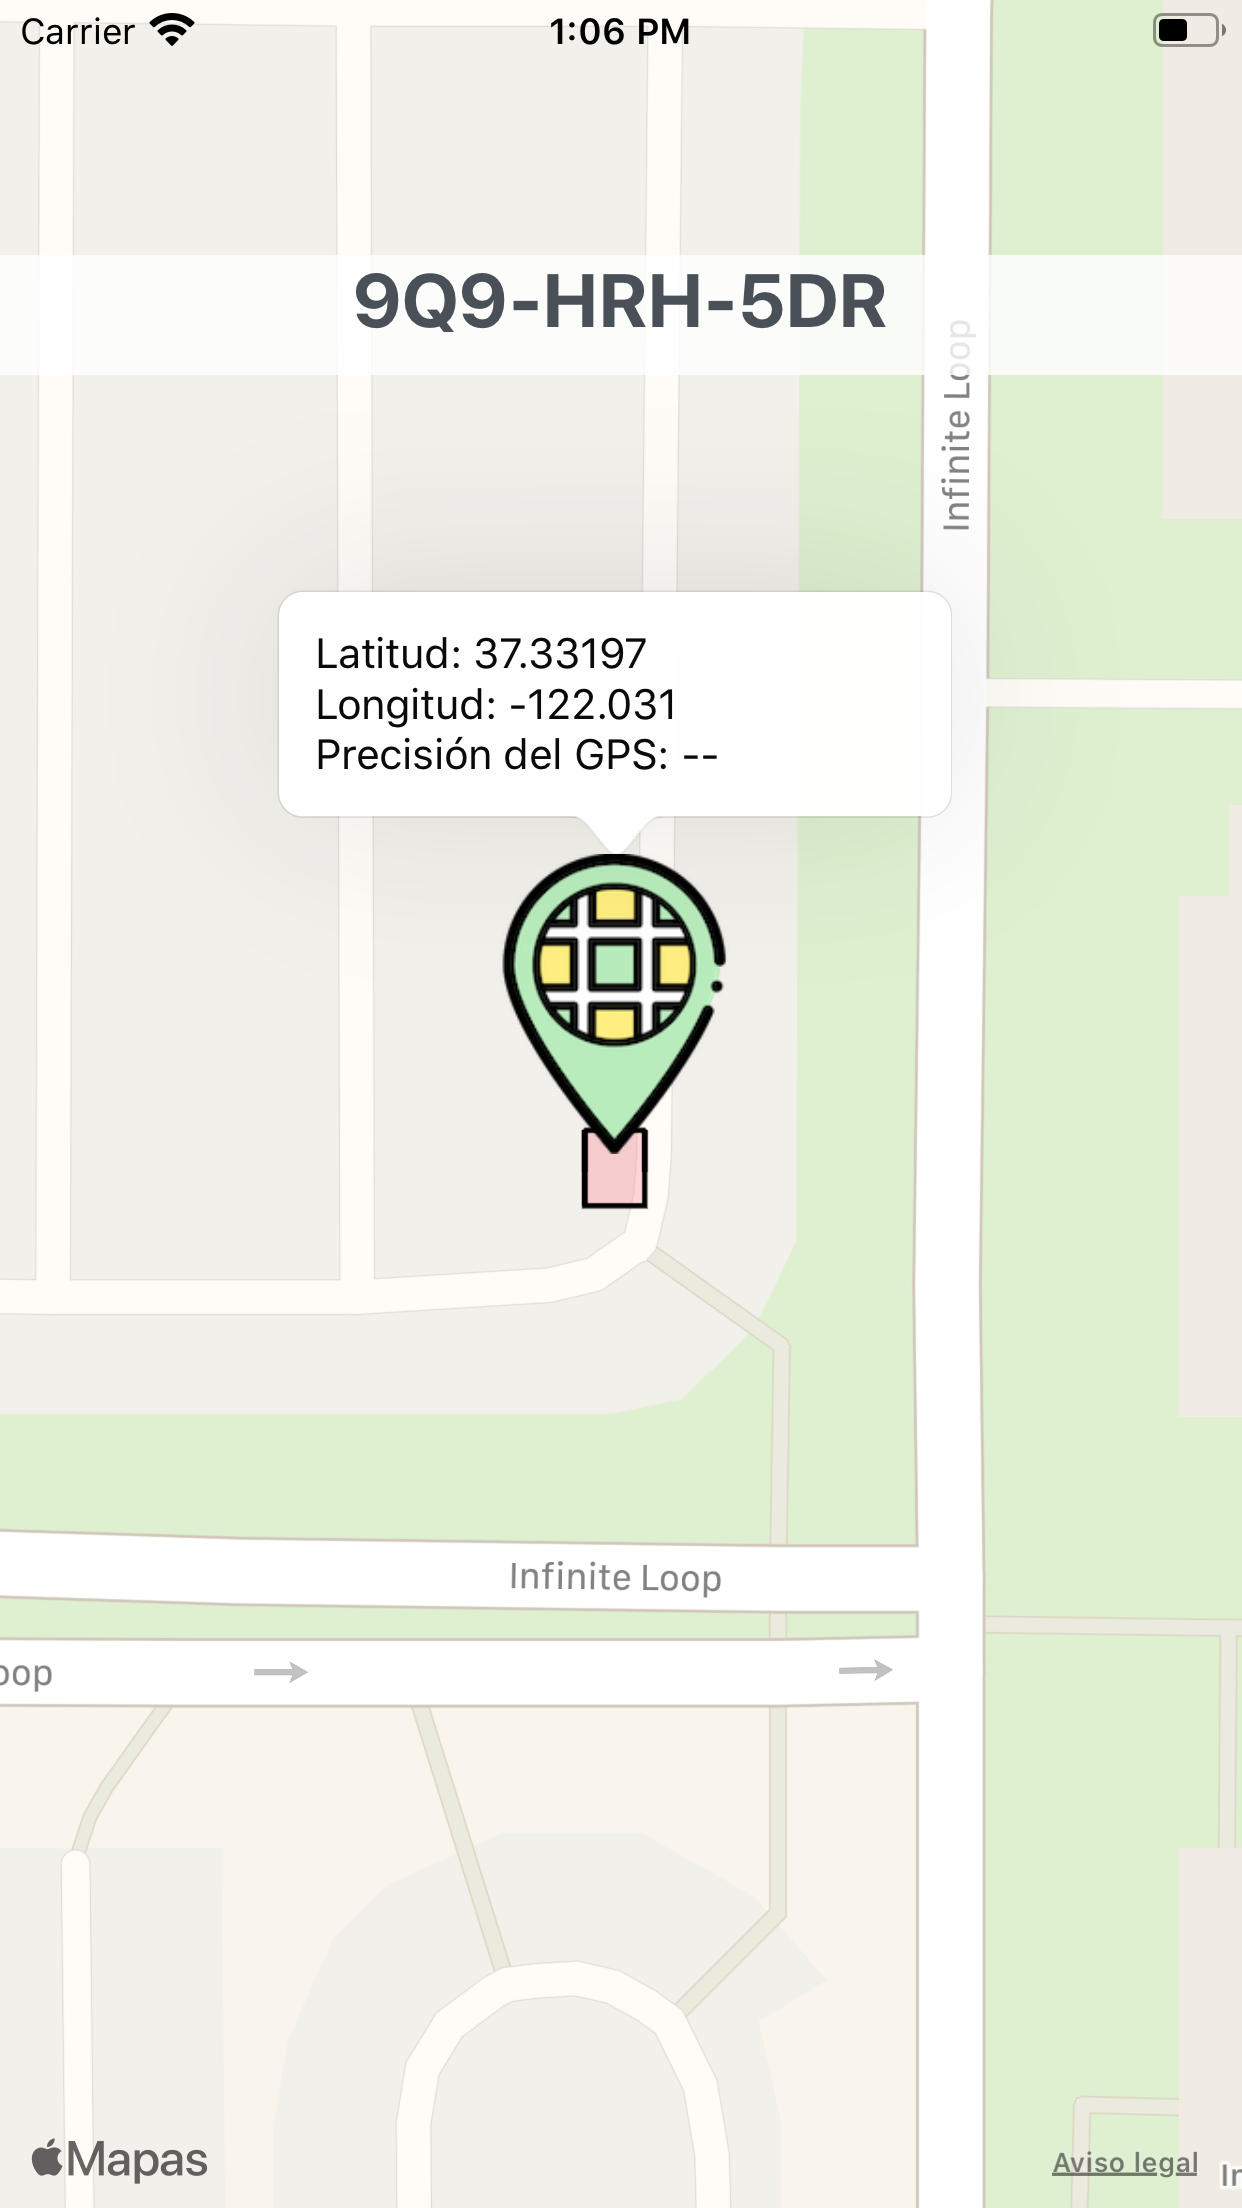 Carrier 1:06 PM
9Q9-HRH-5DR
Infinite Loop
Latitud: 37.33197
Longitud: -122.031
Precisión del GPS: --
Infinite Loop
oop
Mapas
Aviso legal
In